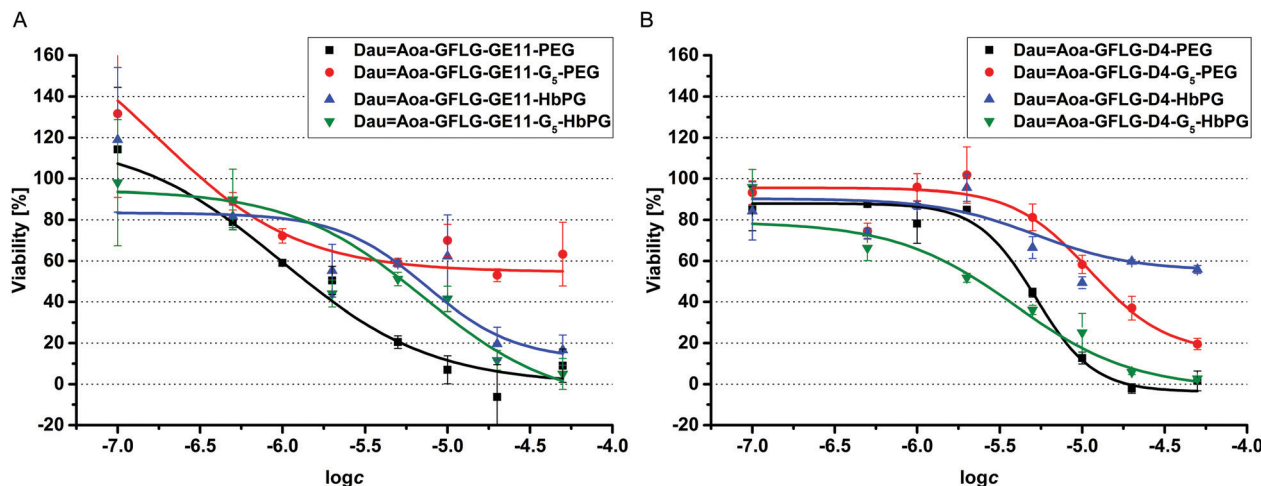 A
Dau=Aoa-GFLG-GE11-PEG
Dau=Aoa-GFLG-GE11-G5-PEG
Dau=Aoa-GFLG-GE11-HbPG
Dau=Aoa-GFLG-GE11-G5-HbPG
Viability [%]
160
140
120
100
80
60
40
20
0
-20
-7.0 -6.5 -6.0 -5.5 -5.0 -4.5 -4.0
logc
B
Dau=Aoa-GFLG-D4-PEG
Dau=Aoa-GFLG-D4-G5-PEG
Dau=Aoa-GFLG-D4-HbPG
Dau=Aoa-GFLG-D4-G5-HbPG
Viability [%]
160
140
120
100
80
60
40
20
0
-20
-7.0 -6.5 -6.0 -5.5 -5.0 -4.5 -4.0
logc